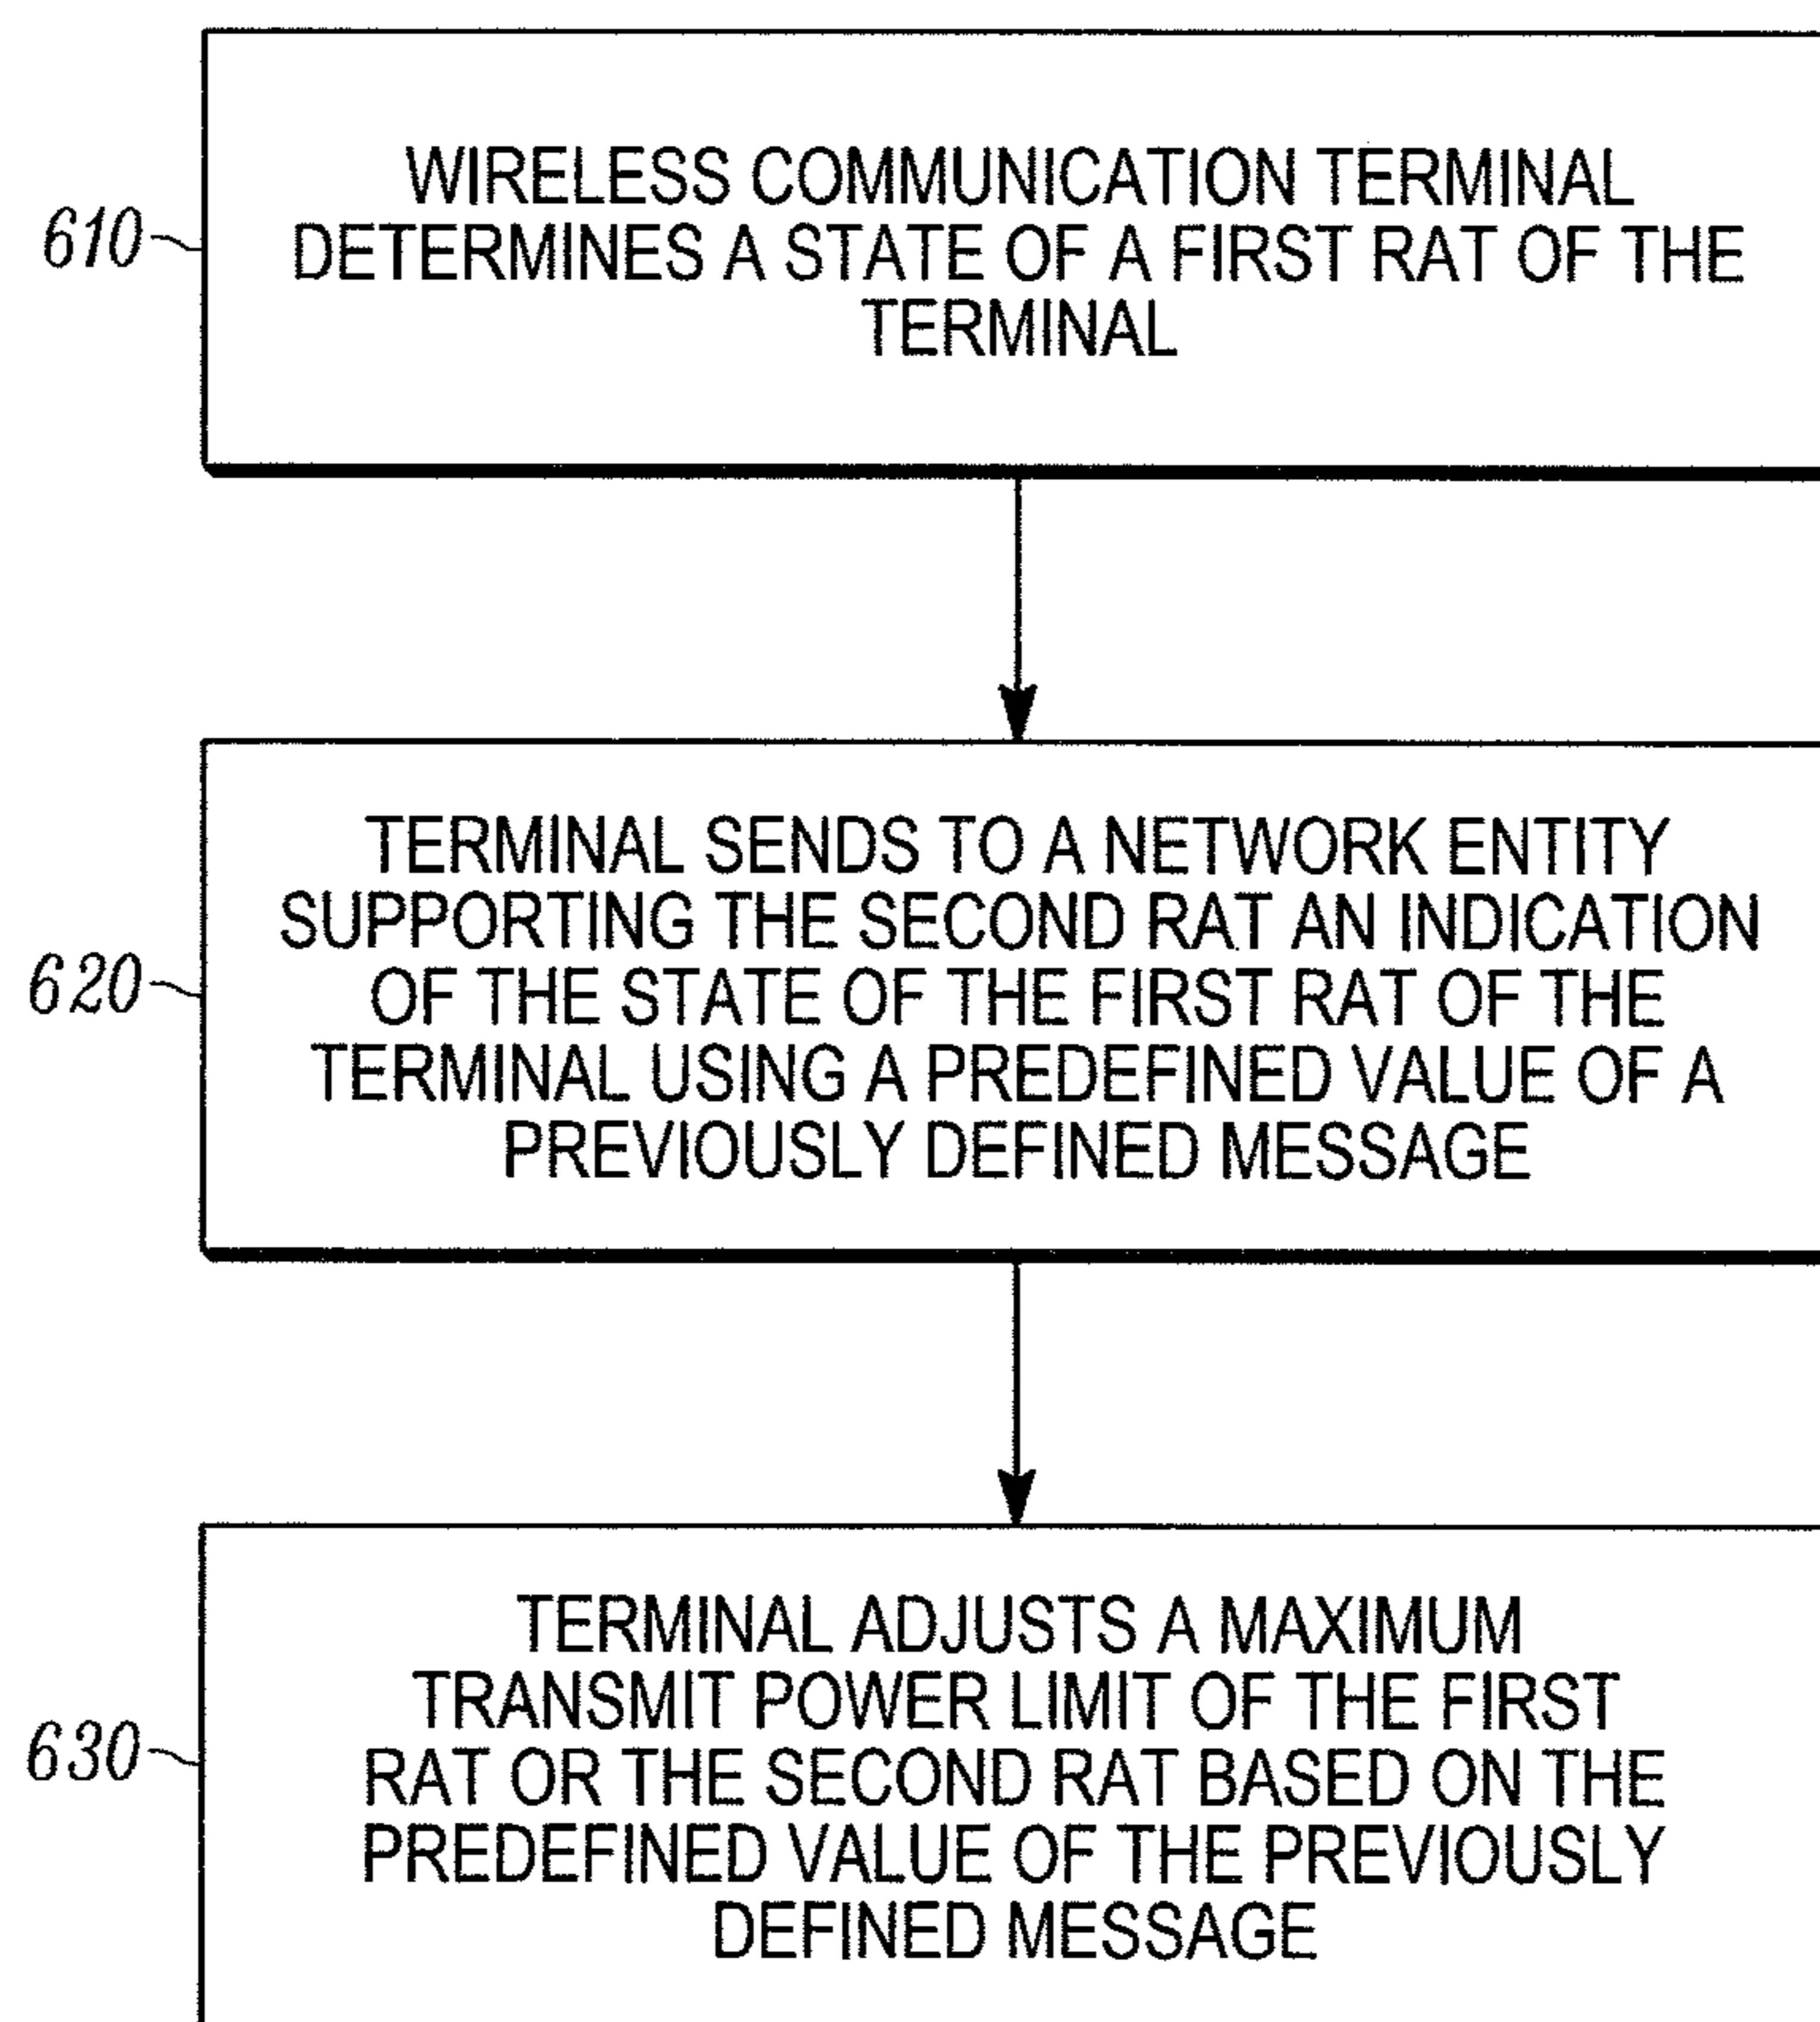 610
WIRELESS COMMUNICATION TERMINAL
DETERMINES A STATE OF A FIRST RAT OF THE
TERMINAL
620
TERMINAL SENDS TO A NETWORK ENTITY
SUPPORTING THE SECOND RAT AN INDICATION
OF THE STATE OF THE FIRST RAT OF THE
TERMINAL USING A PREDEFINED VALUE OF A
PREVIOUSLY DEFINED MESSAGE
630
TERMINAL ADJUSTS A MAXIMUM
TRANSMIT POWER LIMIT OF THE FIRST
RAT OR THE SECOND RAT BASED ON THE
PREDEFINED VALUE OF THE PREVIOUSLY
DEFINED MESSAGE